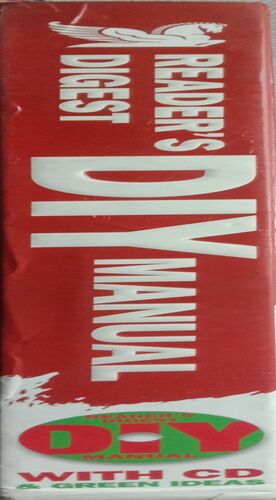 READER'S
DIGEST
DIY
MANUAL
READER'S
DIGEST
DIY
MANUAL
WITH CD
& GREEN IDEAS